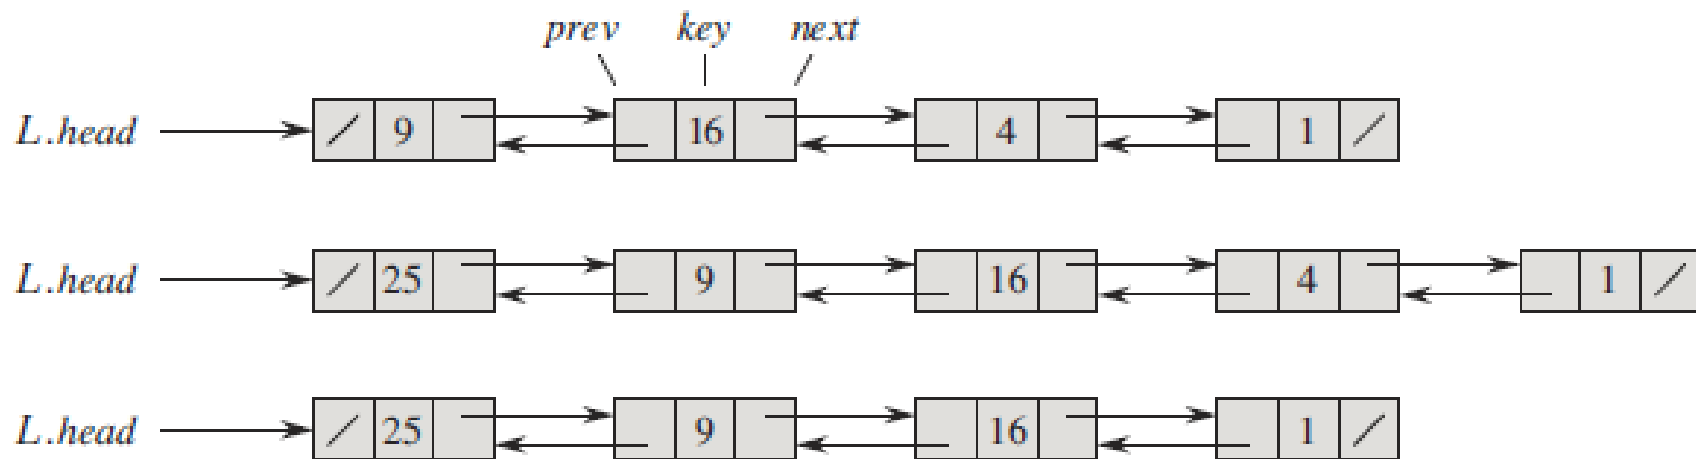 prev key next
L.head / 9 16 4 1 /
L.head / 25 9 16 4 1 /
L.head / 25 9 16 1 /